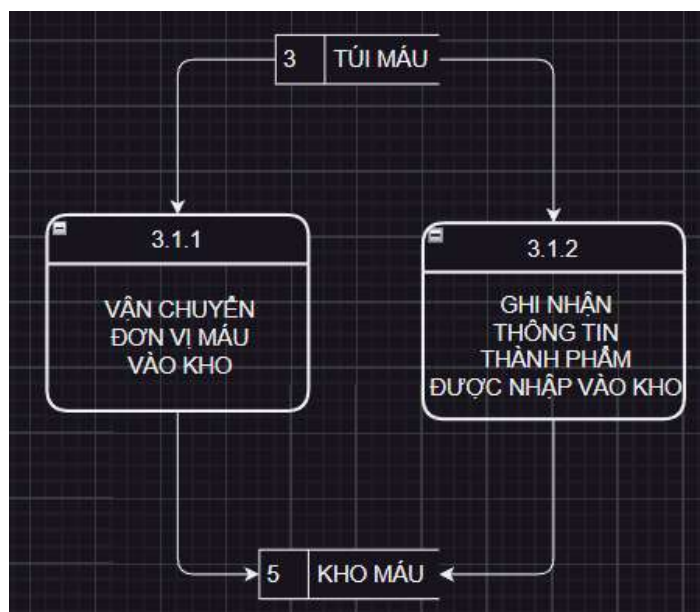 3 TÚI MÁU
3.1.1
VẬN CHUYỂN
ĐƠN VỊ MÁU
VÀO KHO
3.1.2
GHI NHẬN
THÔNG TIN
THÀNH PHẨM
ĐƯỢC NHẬP VÀO KHO
5 KHO MÁU